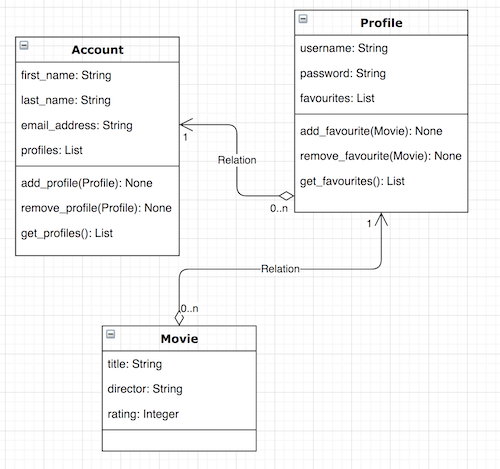 Account
first_name: String
last_name: String
email_address: String
profiles: List
add_profile(Profile): None
remove_profile(Profile): None
get_profiles(): List
Profile
username: String
password: String
favourites: List
add_favourite(Movie): None
remove_favourite(Movie): None
get_favourites(): List
1
Relation
0..n
1
Relation
0..n
Movie
title: String
director: String
rating: Integer